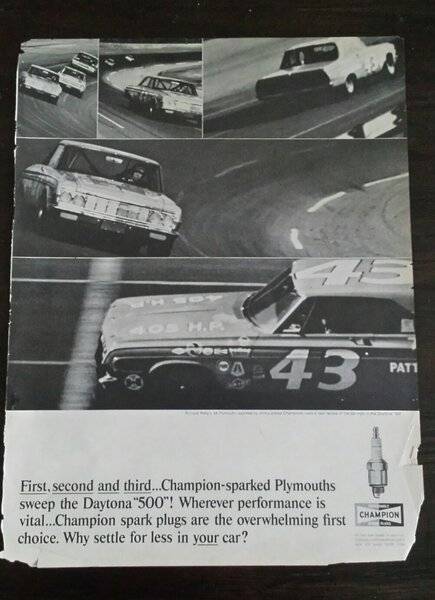 405 H.P.
43
43
PATT
First, second and third...Champion-sparked Plymouths
sweep the Daytona "500"! Wherever performance is
vital...Champion spark plugs are the overwhelming first
choice. Why settle for less in your car?
CHAMPION